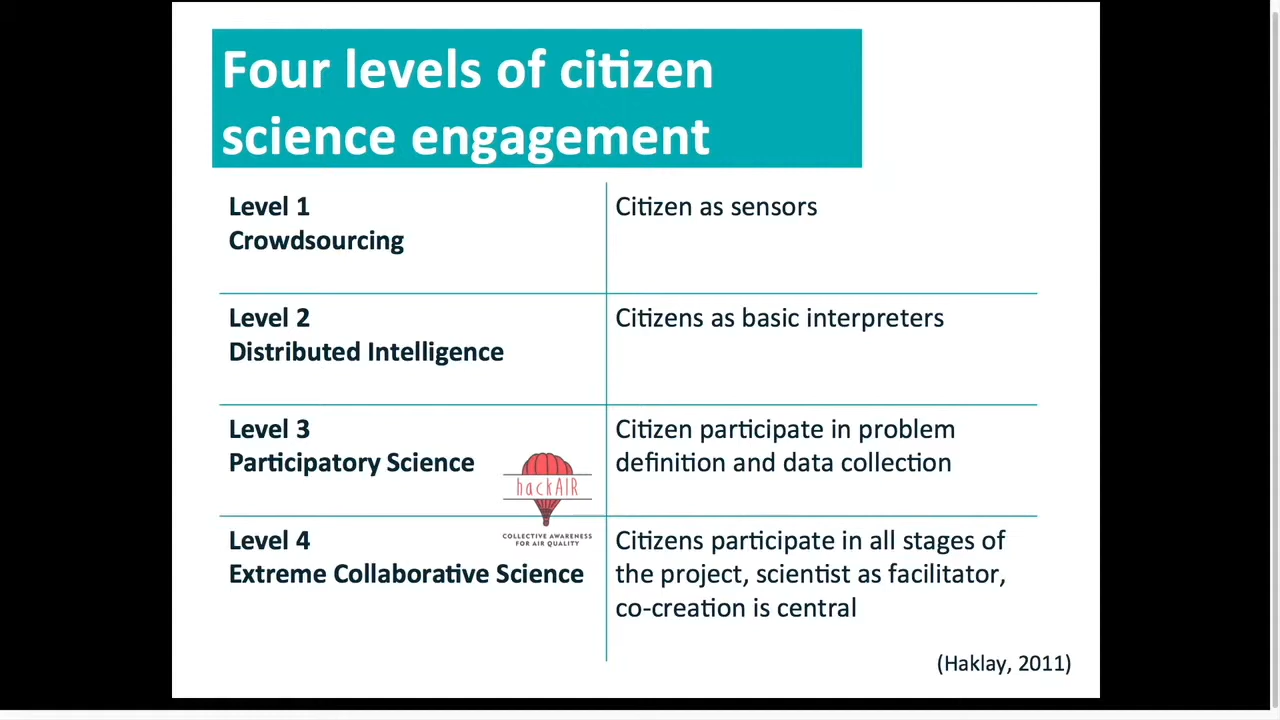 Four levels of citizen
science engagement
Level 1
Crowdsourcing
Citizen as sensors
Level 2
Distributed Intelligence
Citizens as basic interpreters
Level 3
Participatory Science
Citizen participate in problem
definition and data collection
hackAIR
COLLECTIVE AWARENESS
FOR AIR QUALITY
Level 4
Extreme Collaborative Science
Citizens participate in all stages of
the project, scientist as facilitator,
co-creation is central
(Haklay, 2011)